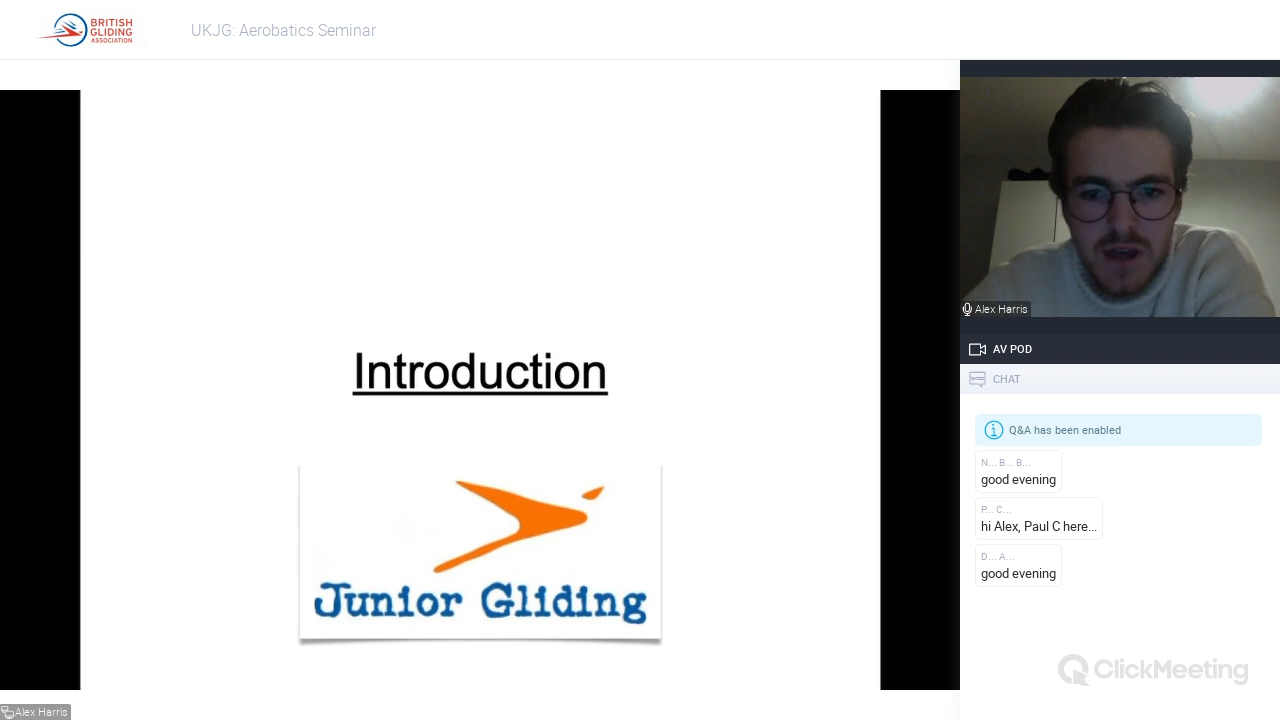 BRITISH
GLIDING
ASSOCIATION
UKJG: Aerobatics Seminar
Introduction
Junior Gliding
Alex Harris
Alex Harris
AV POD
CHAT
Q&A has been enabled
N... B... B...
good evening
P... C...
hi Alex, Paul C here...
D... A...
good evening
ClickMeeting